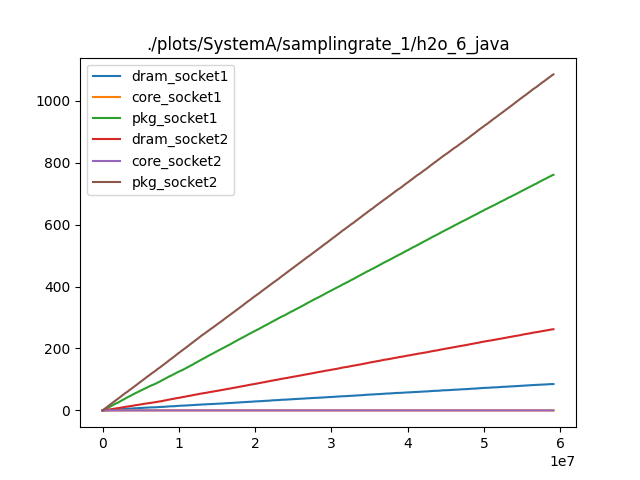 ./plots/SystemA/samplingrate_1/h2o_6_java
dram_socket1
core_socket1
pkg_socket1
dram_socket2
core_socket2
pkg_socket2
1000
800
600
400
200
0
0 1 2 3 4 5 6
1e7